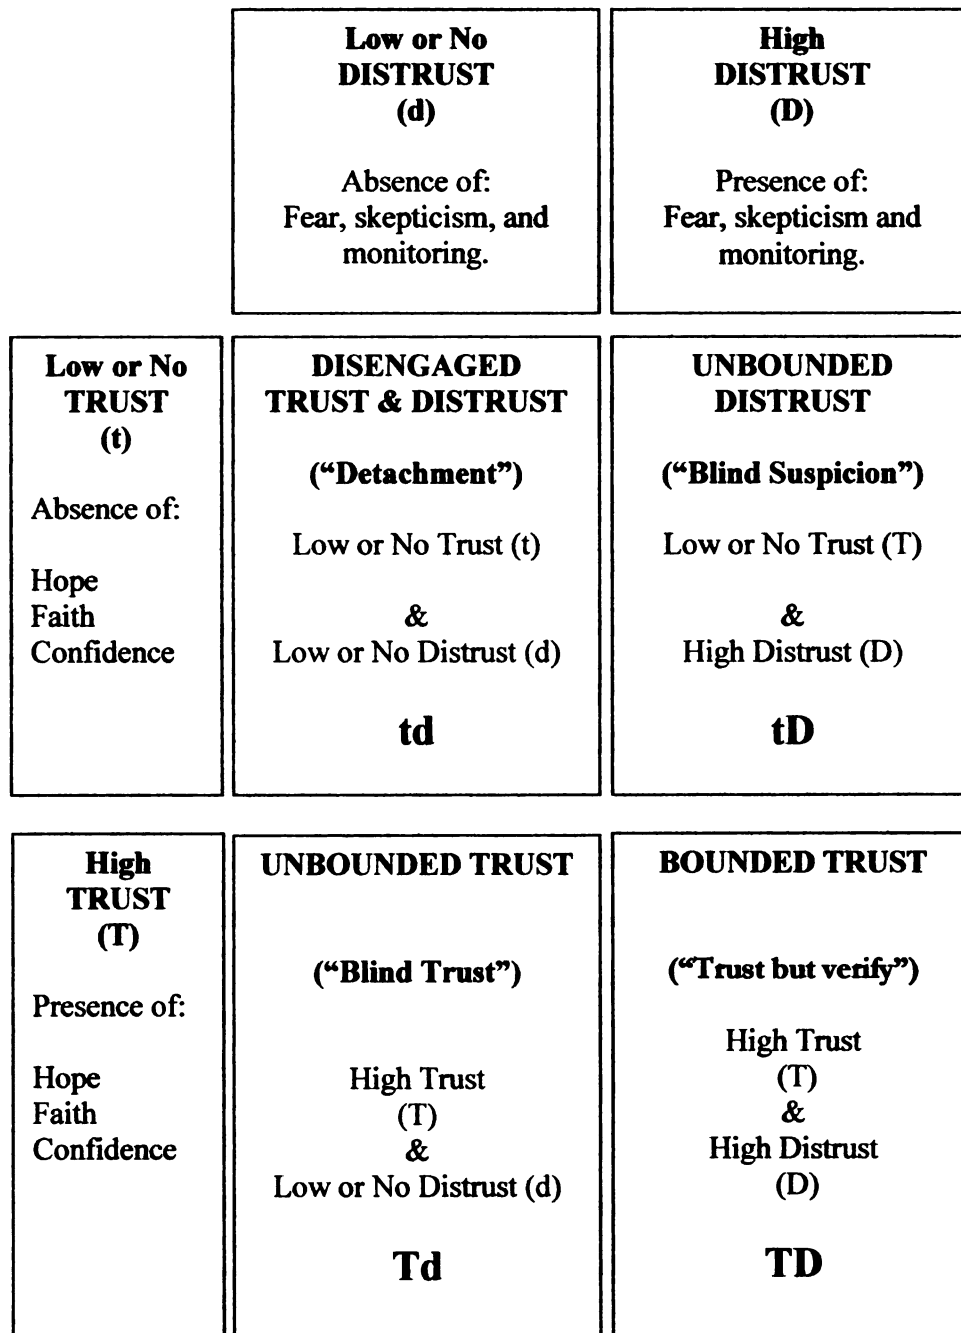 Low or No
DISTRUST
(d)
Absence of:
Fear, skepticism, and
monitoring.
High
DISTRUST
(D)
Presence of:
Fear, skepticism and
monitoring.
Low or No
TRUST
(t)
Absence of:
Hope
Faith
Confidence
DISENGAGED
TRUST & DISTRUST
(“Detachment”)
Low or No Trust (t)
&
Low or No Distrust (d)
td
UNBOUNDED
DISTRUST
(“Blind Suspicion”)
Low or No Trust (T)
&
High Distrust (D)
tD
High
TRUST
(T)
Presence of:
Hope
Faith
Confidence
UNBOUNDED TRUST
(“Blind Trust”)
High Trust
(T)
&
Low or No Distrust (d)
Td
BOUNDED TRUST
(“Trust but verify”)
High Trust
(T)
&
High Distrust
(D)
TD